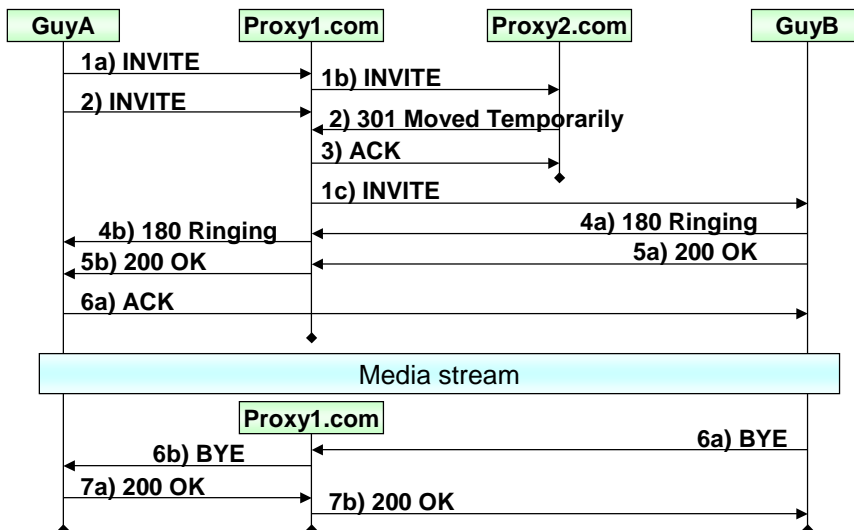 GuyA
Proxy1.com
Proxy2.com
GuyB
1a) INVITE
1b) INVITE
2) INVITE
2) 301 Moved Temporarily
3) ACK
1c) INVITE
4a) 180 Ringing
4b) 180 Ringing
5a) 200 OK
5b) 200 OK
6a) ACK
Media stream
Proxy1.com
6a) BYE
6b) BYE
7a) 200 OK
7b) 200 OK